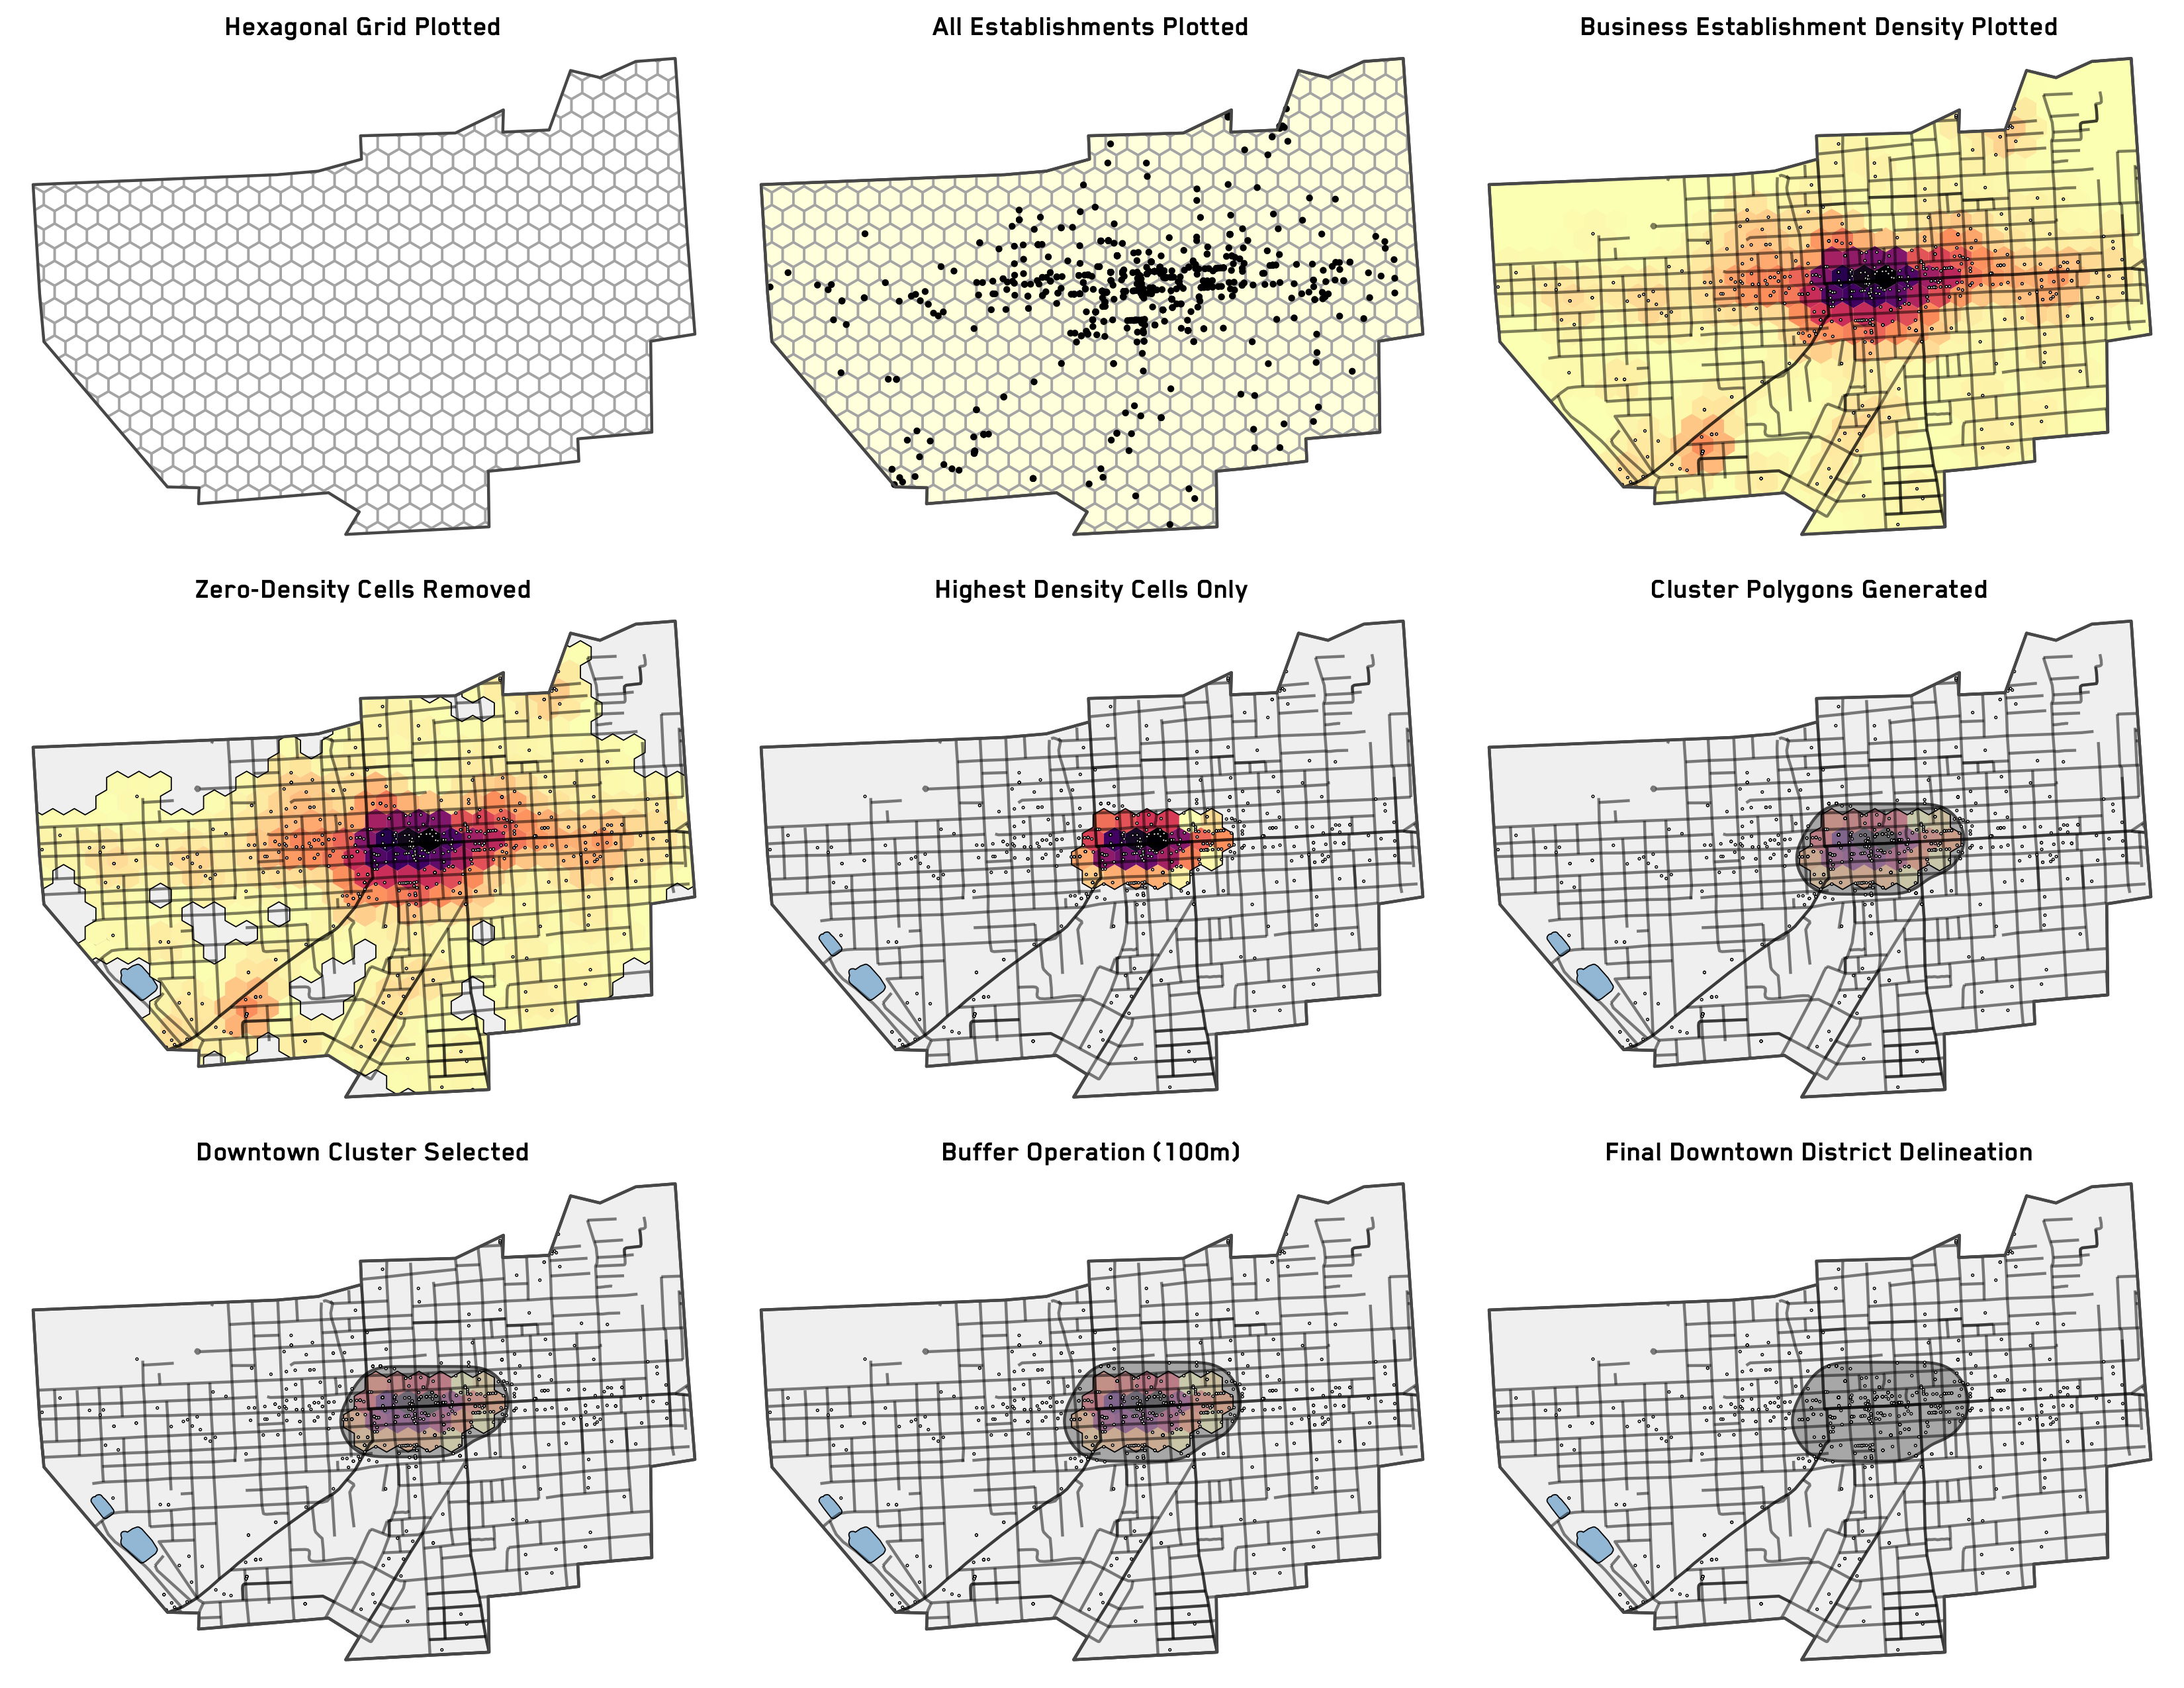 Hexagonal Grid Plotted
All Establishments Plotted
Business Establishment Density Plotted
Zero-Density Cells Removed
Highest Density Cells Only
Cluster Polygons Generated
Downtown Cluster Selected
Buffer Operation (100m)
Final Downtown District Delineation